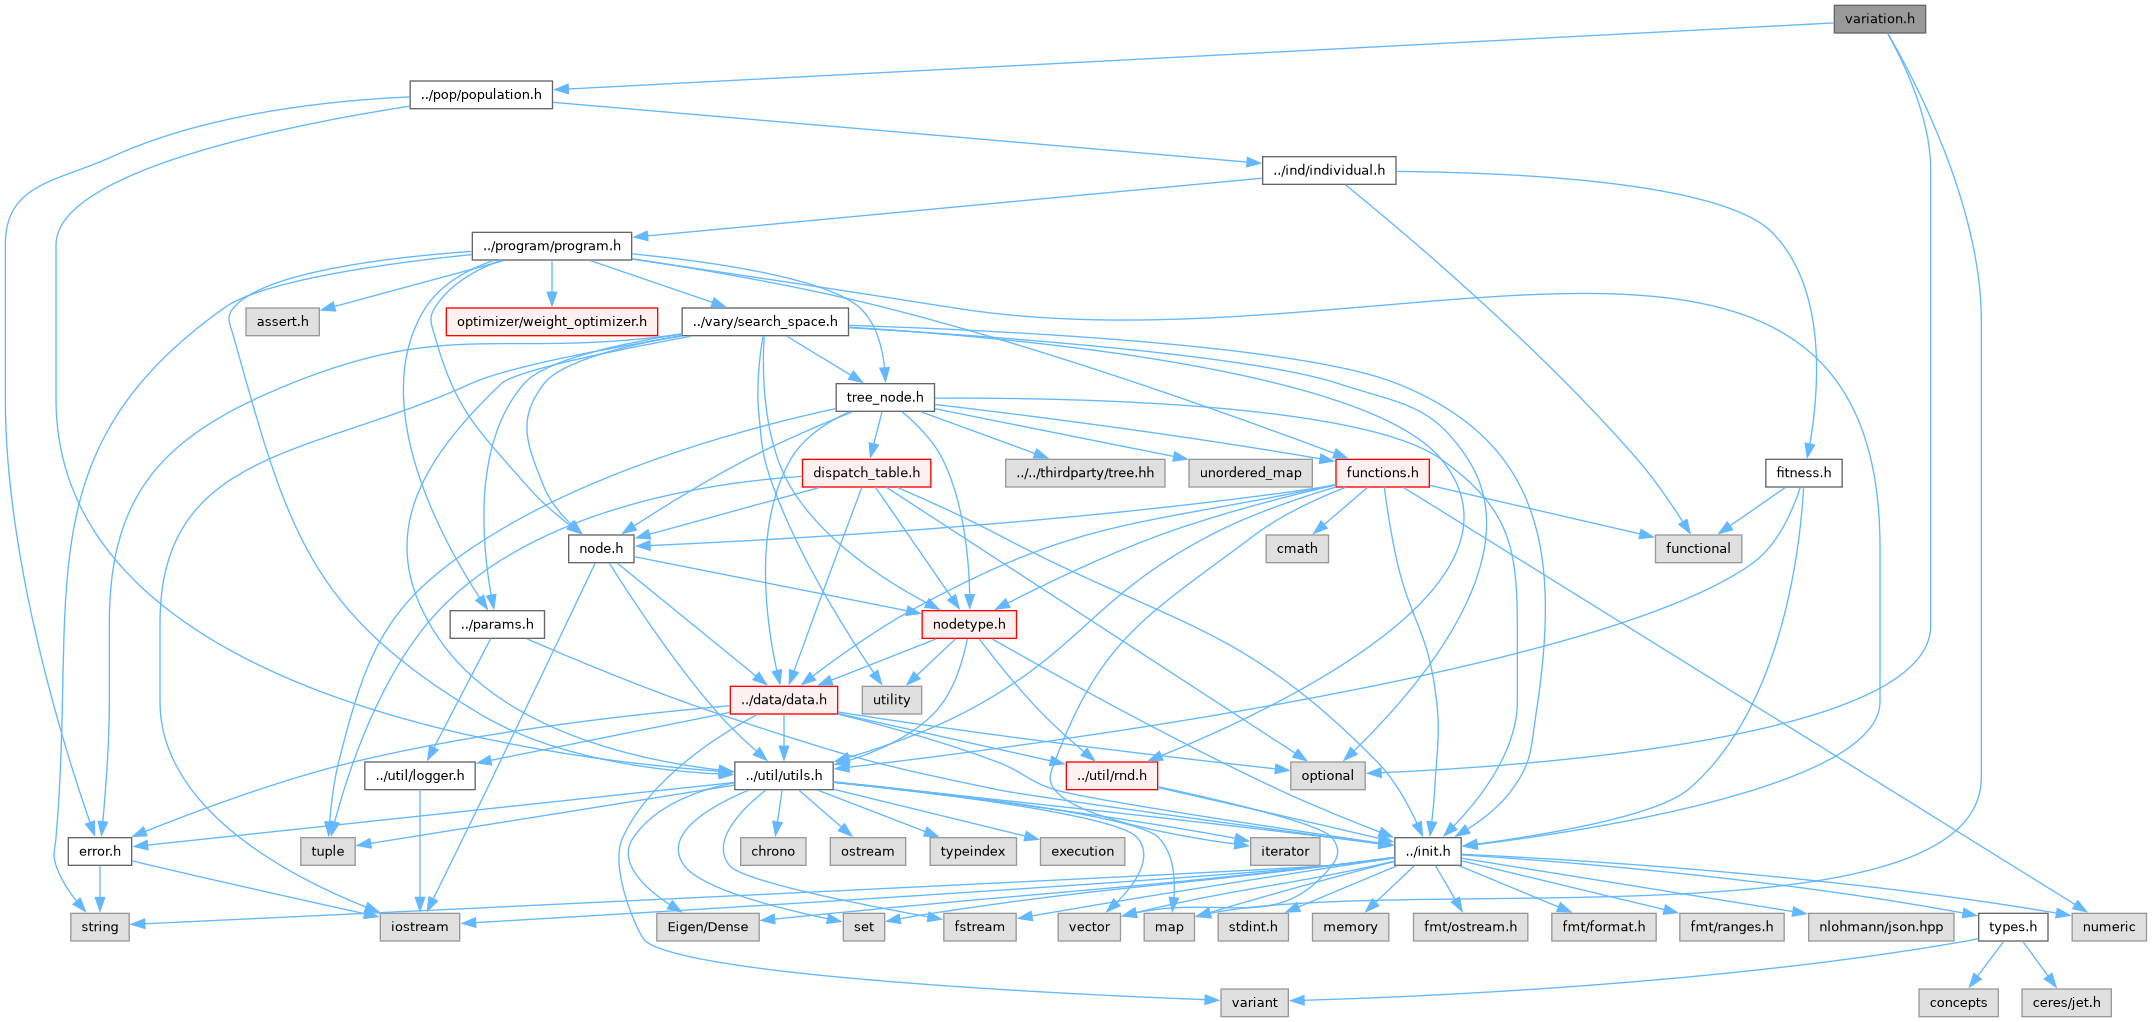 variation.h
../pop/population.h
../ind/individual.h
../program/program.h
assert.h
optimizer/weight_optimizer.h
../vary/search_space.h
tree_node.h
dispatch_table.h
../../thirdparty/tree.hh
unordered_map
functions.h
fitness.h
node.h
cmath
functional
../params.h
nodetype.h
../data/data.h
utility
../util/logger.h
../util/utils.h
../util/rnd.h
optional
error.h
tuple
chrono
ostream
typeindex
execution
iterator
../init.h
string
iostream
Eigen/Dense
set
fstream
vector
map
stdint.h
memory
fmt/ostream.h
fmt/format.h
fmt/ranges.h
nlohmann/json.hpp
types.h
numeric
variant
concepts
ceres/jet.h